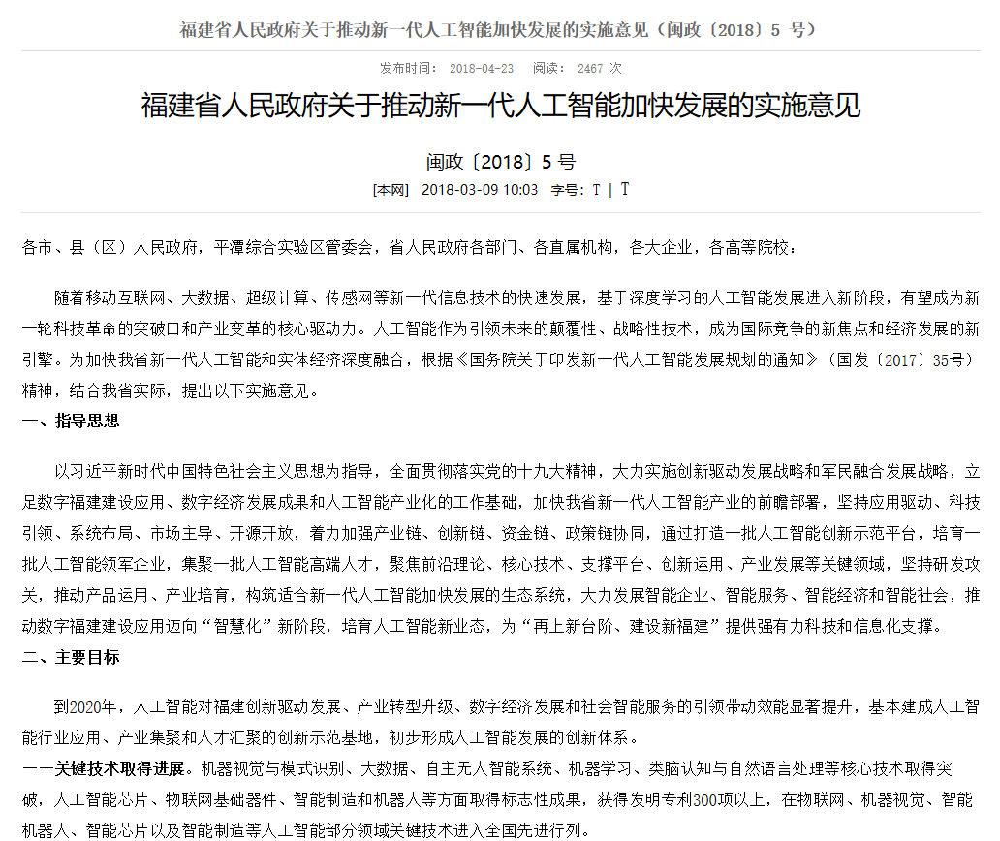 福建省人民政府关于推动新一代人工智能加快发展的实施意见（闽政〔2018〕5 号）
发布时间： 2018-04-23 阅读： 2467 次
福建省人民政府关于推动新一代人工智能加快发展的实施意见
闽政〔2018〕5 号
[本网] 2018-03-09 10:03 字号：T | T
各市、县（区）人民政府，平潭综合实验区管委会，省人民政府各部门、各直属机构，各大企业，各高等院校：
随着移动互联网、大数据、超级计算、传感网等新一代信息技术的快速发展，基于深度学习的人工智能发展进入新阶段，有望成为新
一轮科技革命的突破口和产业变革的核心驱动力。人工智能作为引领未来的颠覆性、战略性技术，成为国际竞争的新焦点和经济发展的新
引擎。为加快我省新一代人工智能和实体经济深度融合，根据《国务院关于印发新一代人工智能发展规划的通知》（国发〔2017〕35号）
精神，结合我省实际，提出以下实施意见。
一、指导思想
以习近平新时代中国特色社会主义思想为指导，全面贯彻落实党的十九大精神，大力实施创新驱动发展战略和军民融合发展战略，立
足数字福建建设应用、数字经济发展成果和人工智能产业化的工作基础，加快我省新一代人工智能产业的前瞻部署，坚持应用驱动、科技
引领、系统布局、市场主导、开源开放，着力加强产业链、创新链、资金链、政策链协同，通过打造一批人工智能创新示范平台，培育一
批人工智能领军企业，集聚一批人工智能高端人才，聚焦前沿理论、核心技术、支撑平台、创新运用、产业发展等关键领域，坚持研发攻
关，推动产品运用、产业培育，构筑适合新一代人工智能加快发展的生态系统，大力发展智能企业、智能服务、智能经济和智能社会，推
动数字福建建设应用迈向“智慧化”新阶段，培育人工智能新业态，为“再上新台阶、建设新福建”提供强有力科技和信息化支撑。
二、主要目标
到2020年，人工智能对福建创新驱动发展、产业转型升级、数字经济发展和社会智能服务的引领带动效能显著提升，基本建成人工智
能行业应用、产业集聚和人才汇聚的创新示范基地，初步形成人工智能发展的创新体系。
——关键技术取得进展。机器视觉与模式识别、大数据、自主无人智能系统、机器学习、类脑认知与自然语言处理等核心技术取得突
破，人工智能芯片、物联网基础器件、智能制造和机器人等方面取得标志性成果，获得发明专利300项以上，在物联网、机器视觉、智能
机器人、智能芯片以及智能制造等人工智能部分领域关键技术进入全国先进行列。